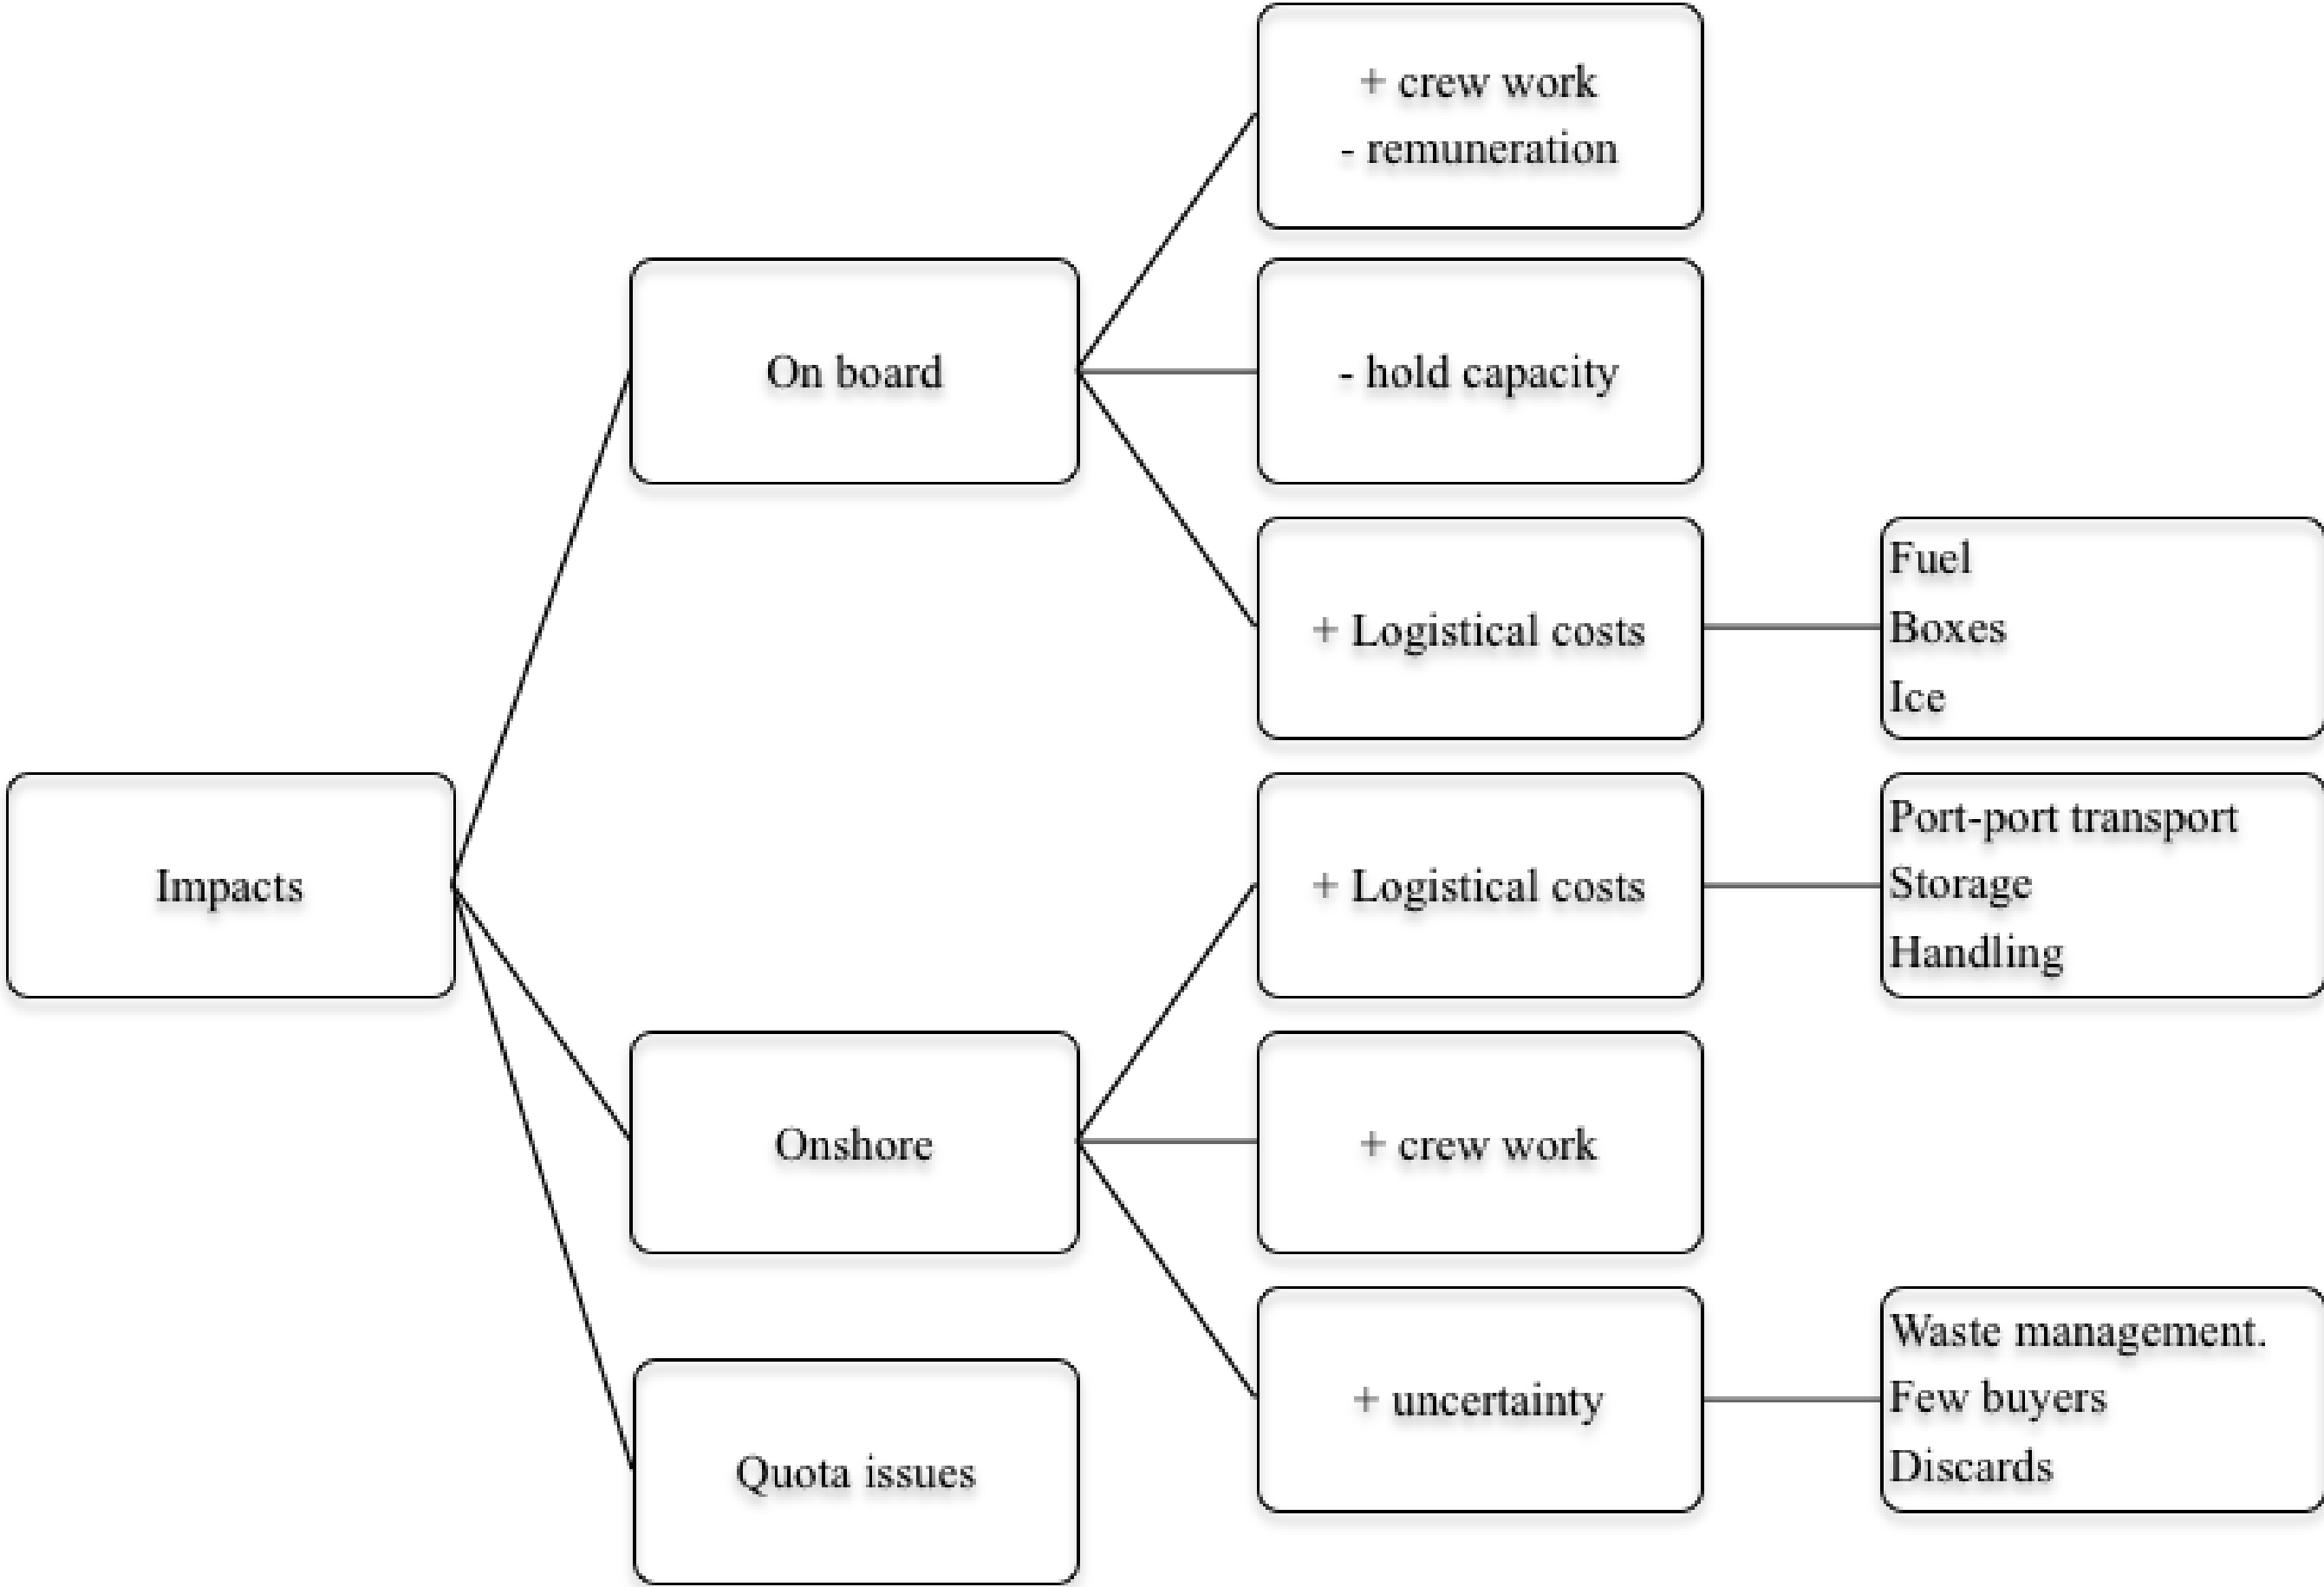 + crew work
- remuneration
On board
- hold capacity
+ Logistical costs
Fuel
Boxes
Ice
Impacts
+ Logistical costs
Port-port transport
Storage
Handling
Onshore
+ crew work
+ uncertainty
Waste management.
Few buyers
Discards
Quota issues